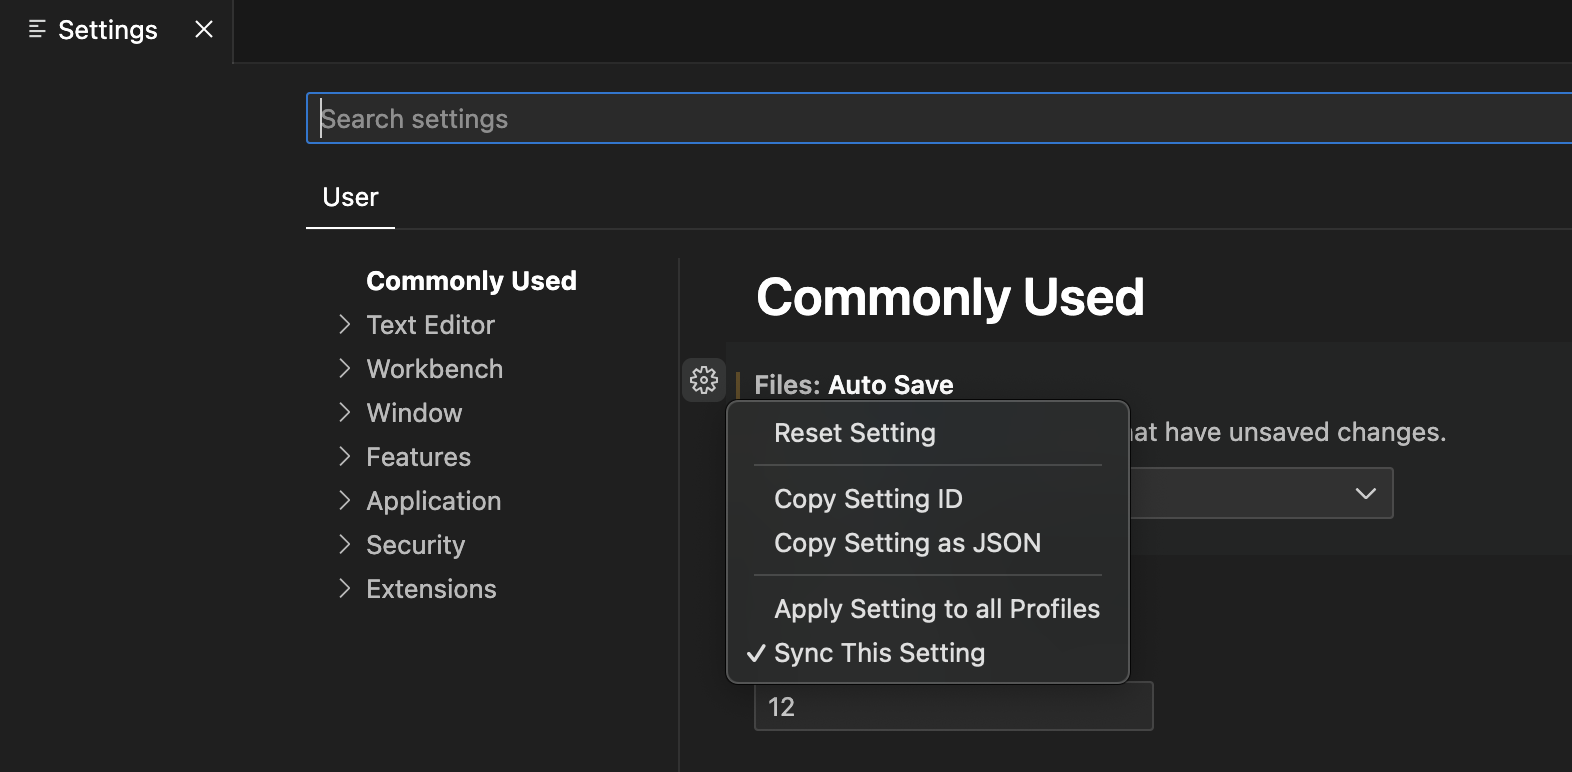 Settings
Search settings
User
Commonly Used
Text Editor
Workbench
Window
Features
Application
Security
Extensions
Commonly Used
Files: Auto Save
have unsaved changes.
Reset Setting
Copy Setting ID
Copy Setting as JSON
Apply Setting to all Profiles
Sync This Setting
12